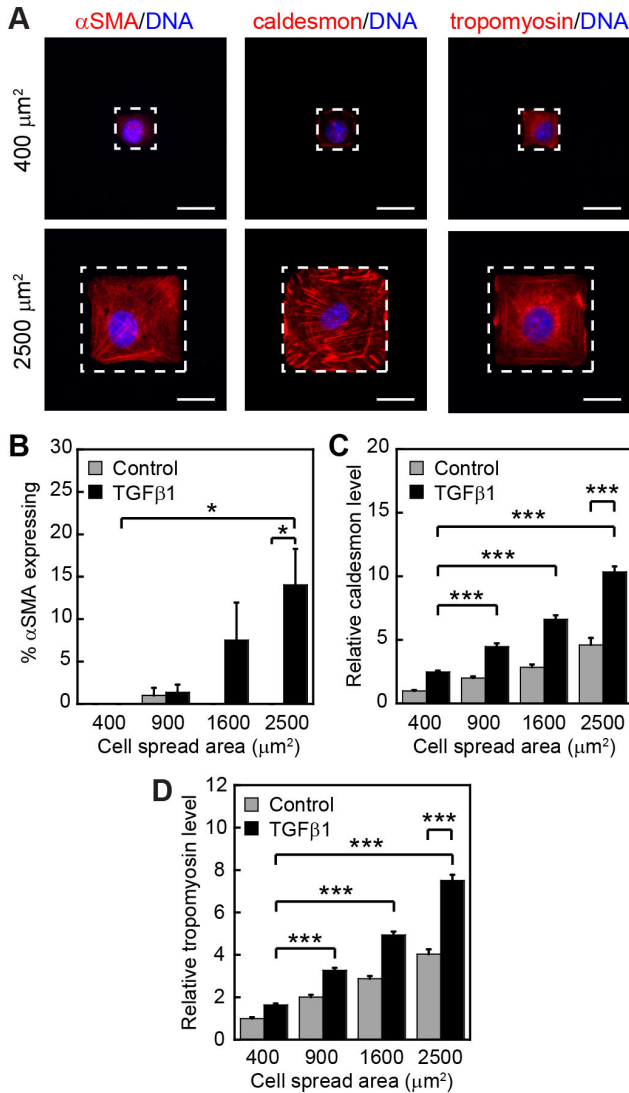 A
αSMA/DNA caldesmon/DNA tropomyosin/DNA
400 μm²
2500 μm²
B
30
25
20
15
10
5
0
% αSMA expressing
Control
TGFβ1
*
*
400 900 1600 2500
Cell spread area (μm²)
C
20
15
10
5
0
Relative caldesmon level
Control
TGFβ1
***
***
***
***
400 900 1600 2500
Cell spread area (μm²)
D
12
10
8
6
4
2
0
Relative tropomyosin level
Control
TGFβ1
***
***
***
***
400 900 1600 2500
Cell spread area (μm²)